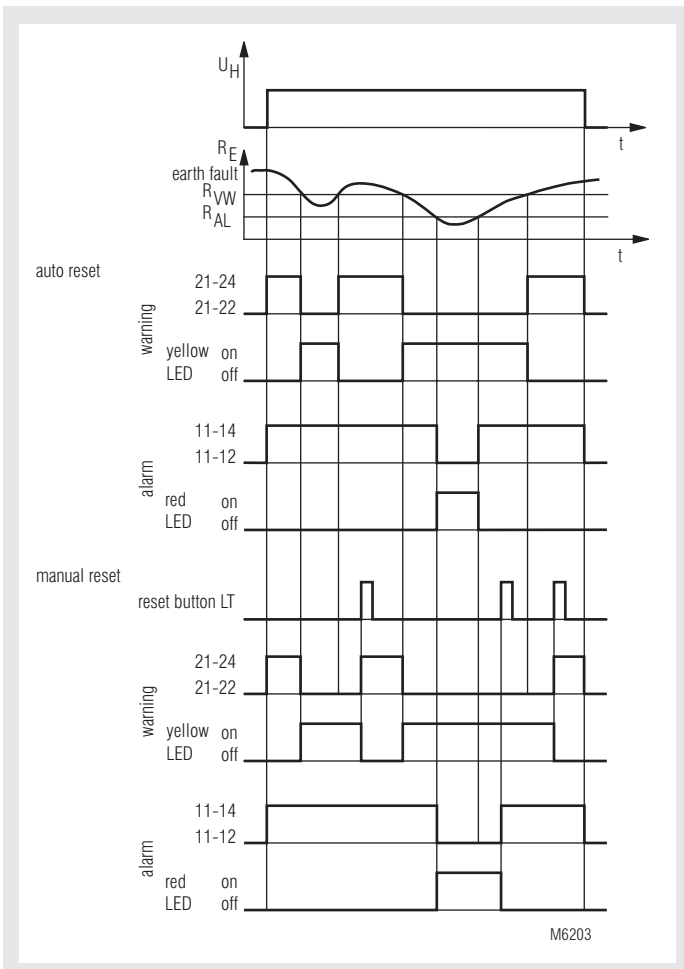 U_H
t
R_E
earth fault
R_VW
R_AL
t
auto reset
21-24
21-22
warning
yellow on
LED off
11-14
11-12
alarm
red on
LED off
manual reset
reset button LT
21-24
21-22
warning
yellow on
LED off
11-14
11-12
alarm
red on
LED off
M6203